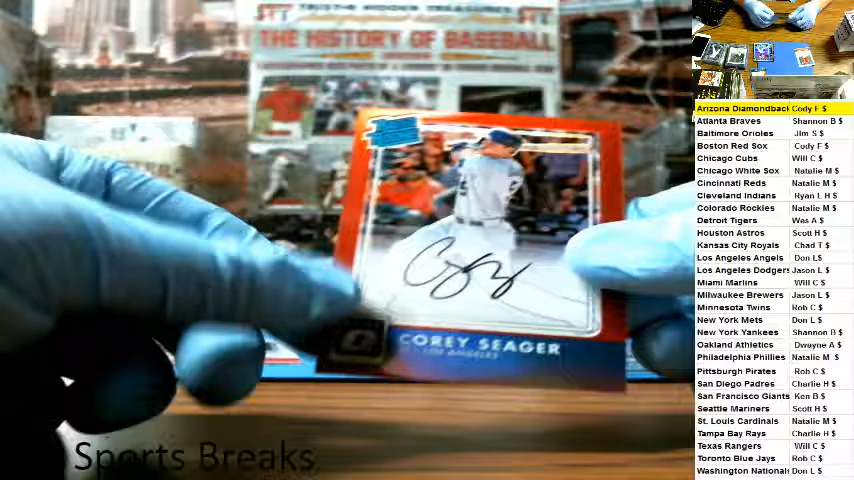 THE HISTORY OF BASEBALL
COREY SEAGER
LOS ANGELES
Sports Breaks
Arizona Diamondback Cody F $
Atlanta Braves Shannon B $
Baltimore Orioles Jim S $
Boston Red Sox Cody F $
Chicago Cubs Will C $
Chicago White Sox Natalie M $
Cincinnati Reds Natalie M $
Cleveland Indians Ryan L H $
Colorado Rockies Natalie M $
Detroit Tigers Wes A $
Houston Astros Scott H $
Kansas City Royals Chad T $
Los Angeles Angels Don L $
Los Angeles Dodgers Jason L $
Miami Marlins Will C $
Milwaukee Brewers Jason L $
Minnesota Twins Rob C $
New York Mets Don L $
New York Yankees Shannon B $
Oakland Athletics Dwayne A $
Philadelphia Phillies Natalie M $
Pittsburgh Pirates Rob C $
San Diego Padres Charlie H $
San Francisco Giants Ken B $
Seattle Mariners Scott H $
St. Louis Cardinals Natalie M $
Tampa Bay Rays Charlie H $
Texas Rangers Will C $
Toronto Blue Jays Rob C $
Washington Nationals Don L $